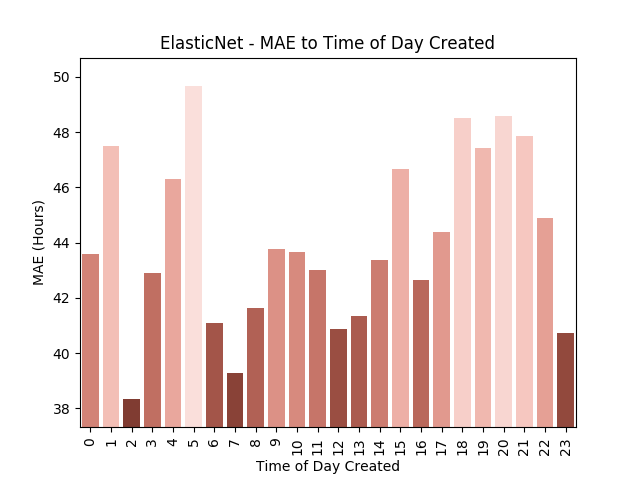 ElasticNet - MAE to Time of Day Created
MAE (Hours)
50
48
46
44
42
40
38
0 1 2 3 4 5 6 7 8 9 10 11 12 13 14 15 16 17 18 19 20 21 22 23
Time of Day Created